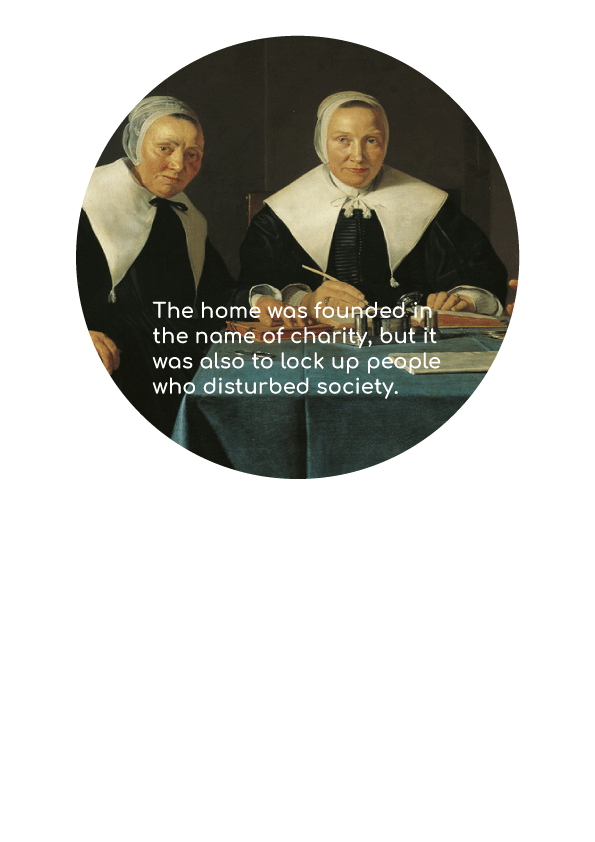 The home was founded in
the name of charity, but it
was also to lock up people
who disturbed society.